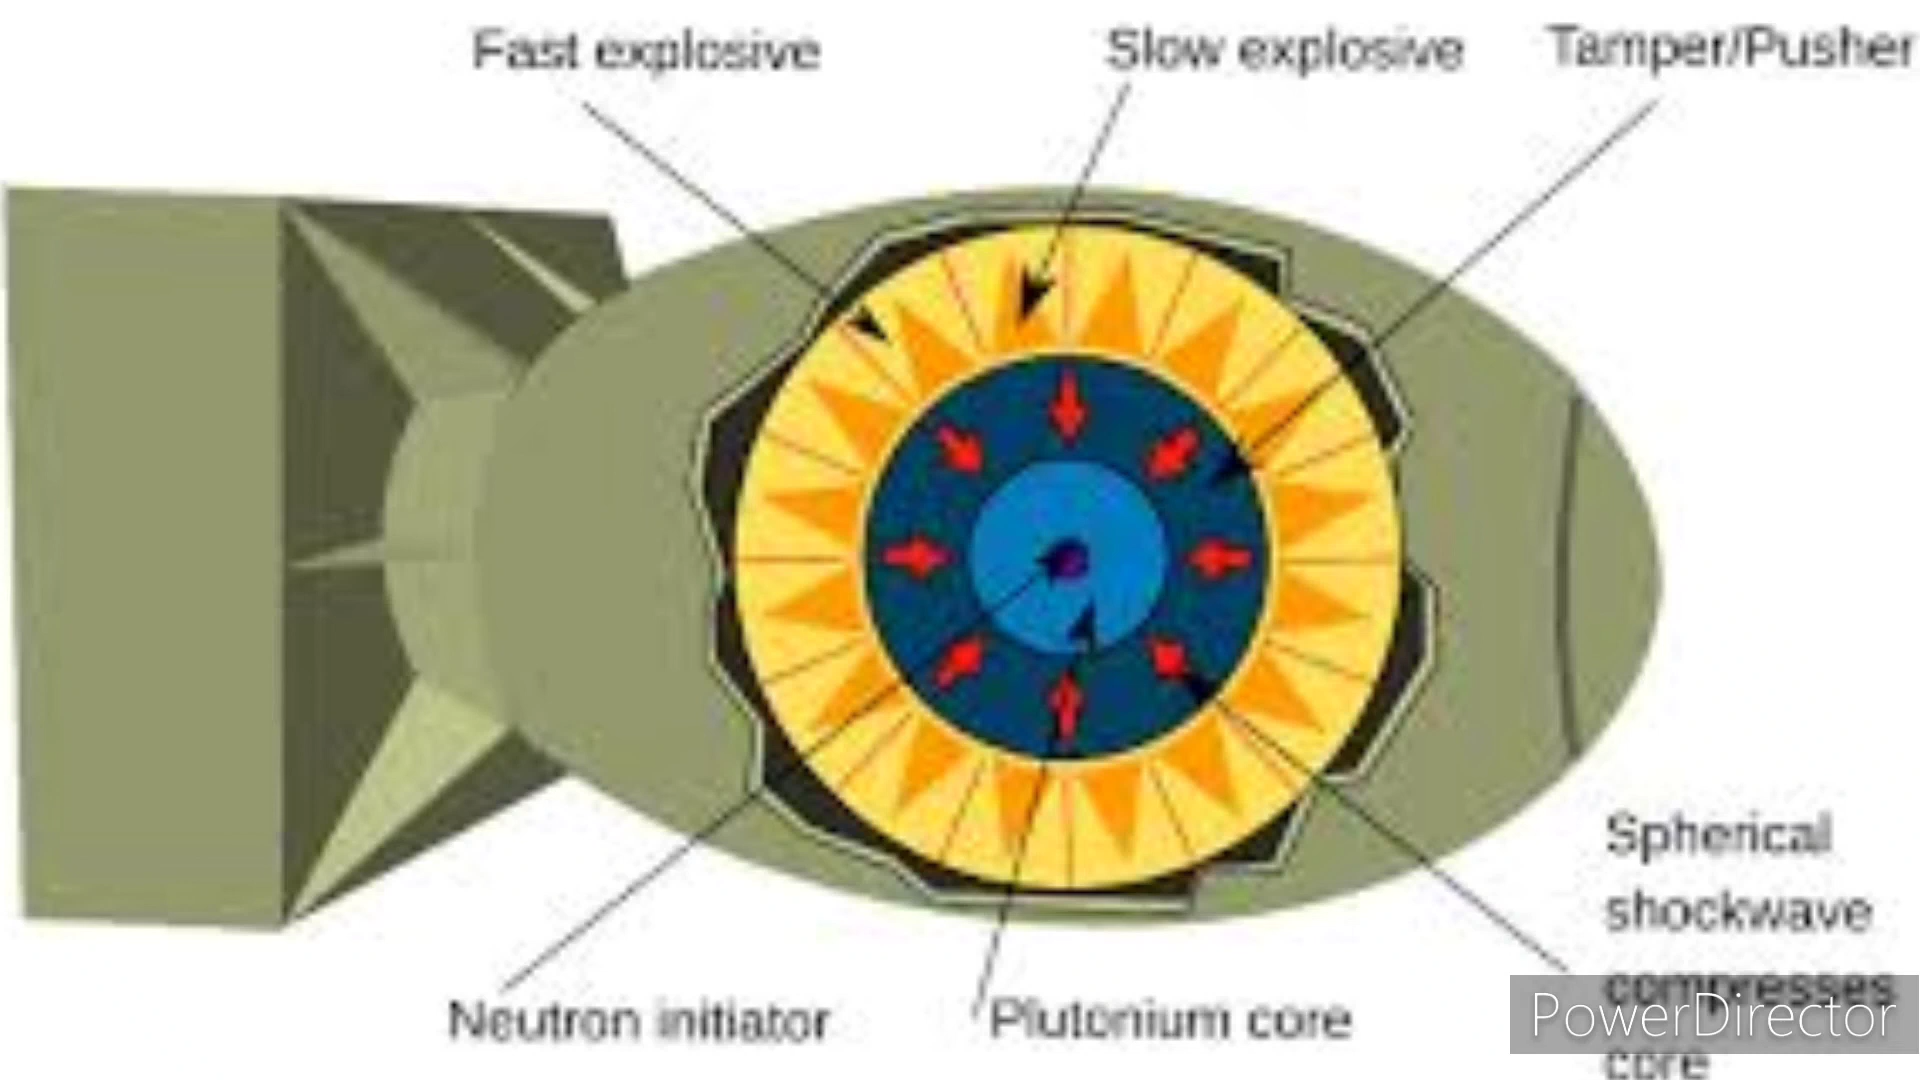 Fast explosive
Slow explosive
Tamper/Pusher
Spherical
shockwave
compresses
PowerDirector
core
Neutron initiator
Plutonium core